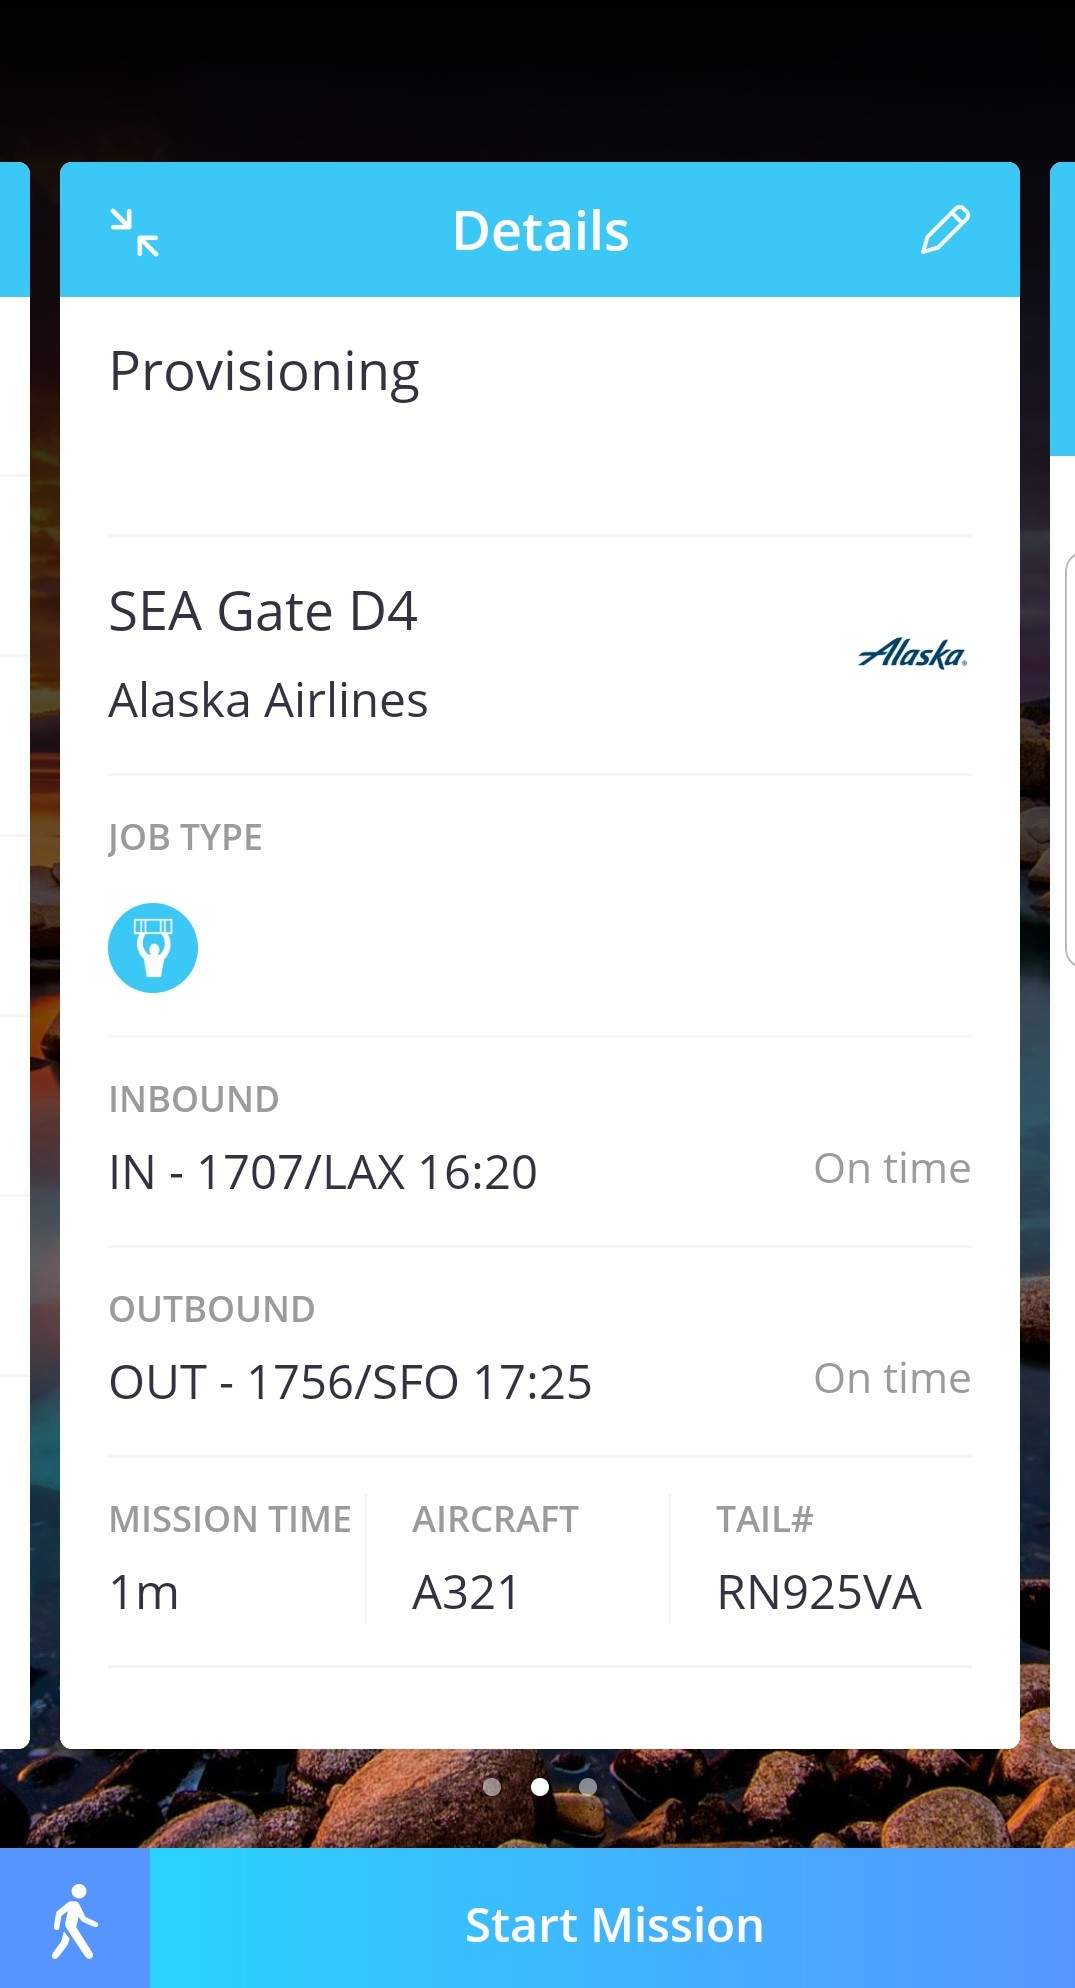 Details
Provisioning
SEA Gate D4
Alaska Airlines
Alaska
JOB TYPE
INBOUND
IN - 1707/LAX 16:20
On time
OUTBOUND
OUT - 1756/SFO 17:25
On time
MISSION TIME
AIRCRAFT
TAIL#
1m
A321
RN925VA
Start Mission